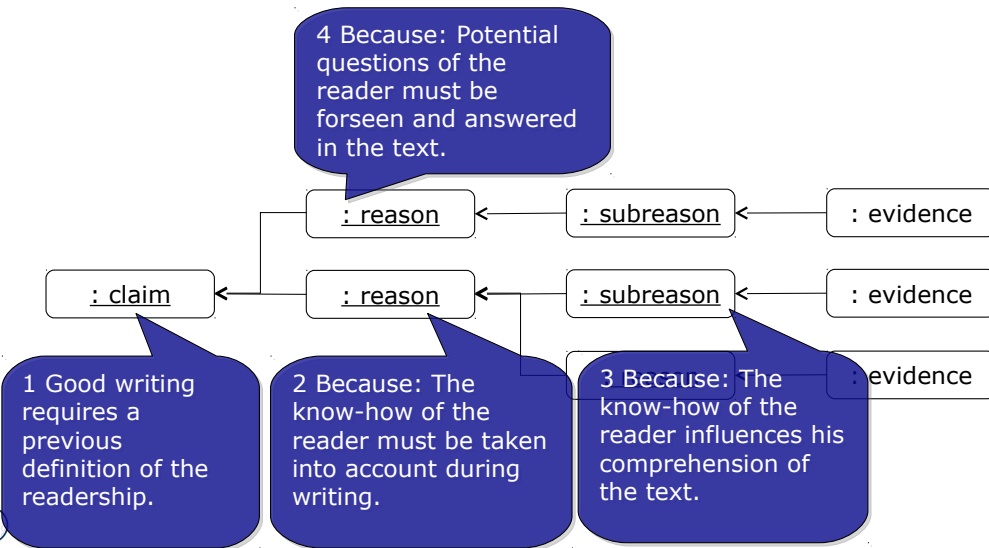 4 Because: Potential
questions of the
reader must be
forseen and answered
in the text.
: reason
: subreason
: evidence
: claim
: reason
: subreason
: evidence
: evidence
1 Good writing
requires a
previous
definition of the
readership.
2 Because: The
know-how of the
reader must be taken
into account during
writing.
3 Because: The
know-how of the
reader influences his
comprehension of
the text.